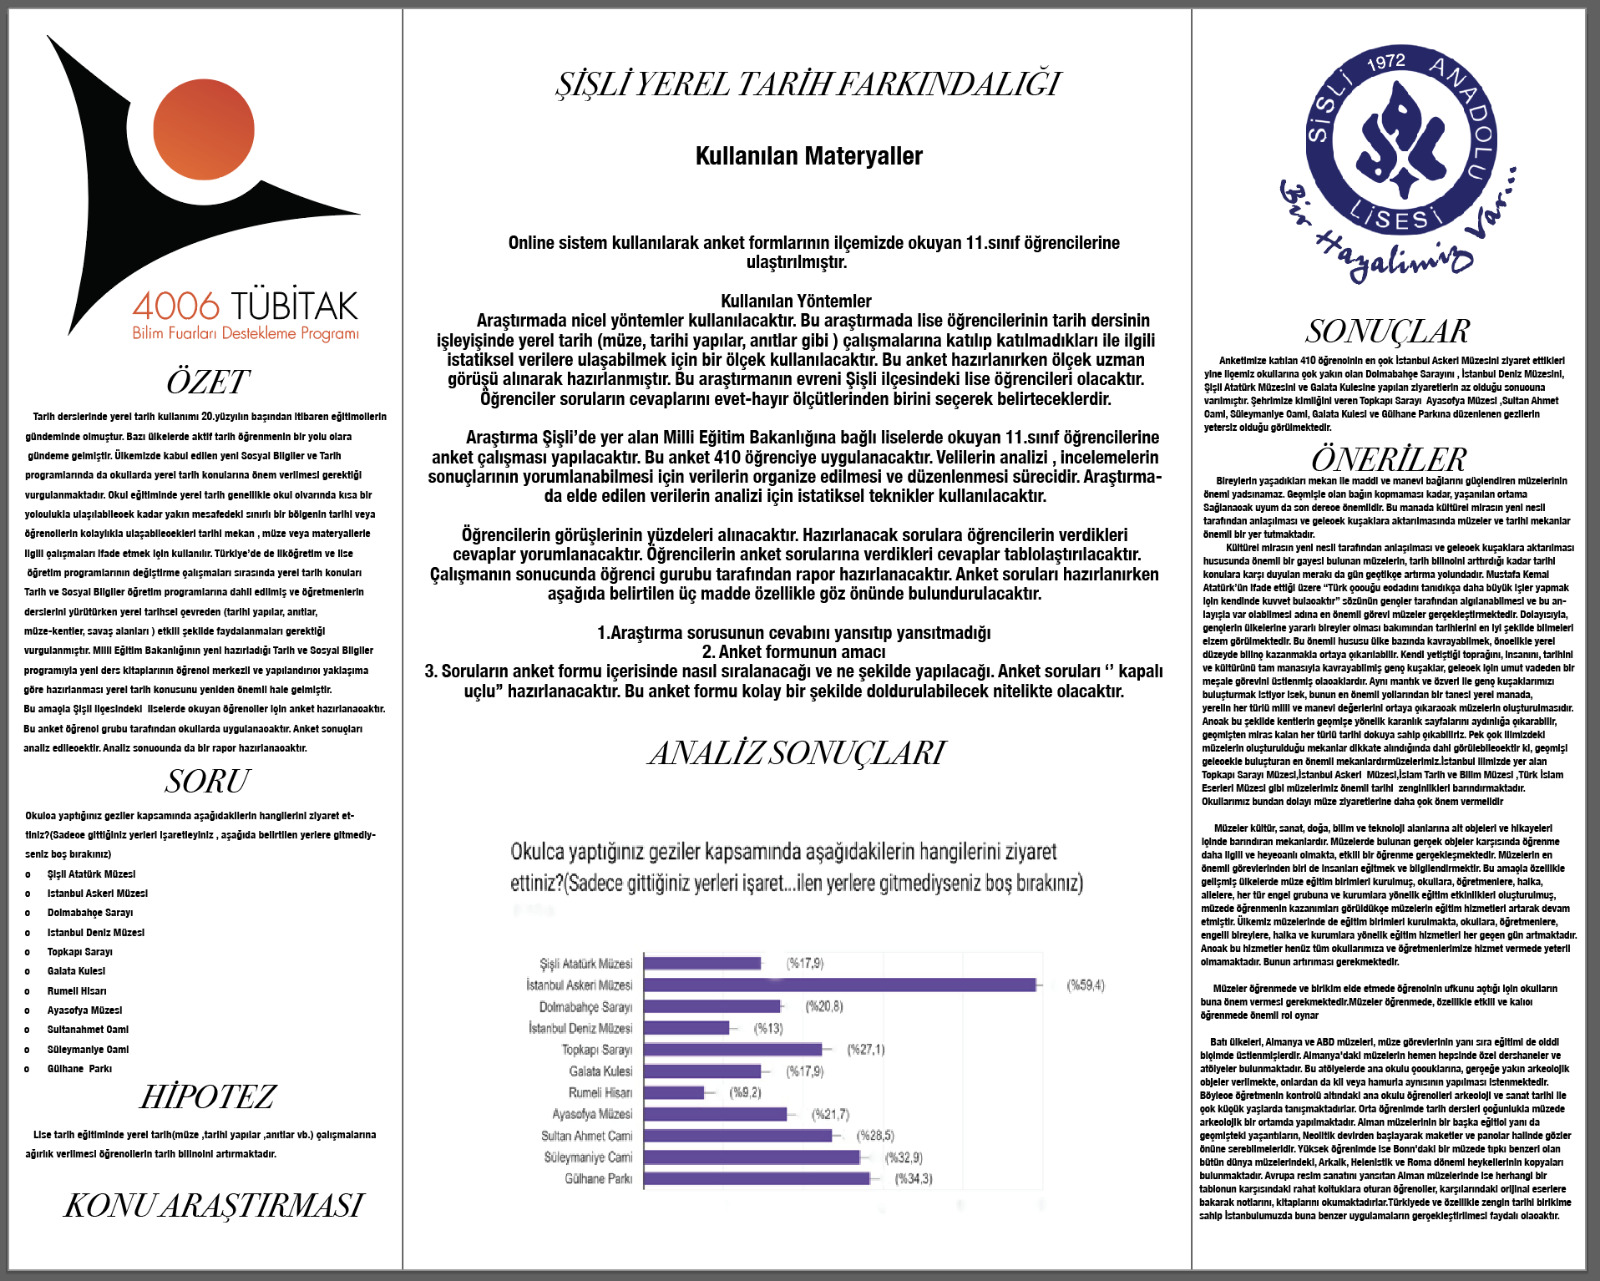 4006 TÜBİTAK
Bilim Fuarları Destekleme Programı
ÖZET
Tarih derslerinde yerel tarih kullanımı 20.yüzyılın başından itibaren eğitimcilerin
gündeminde olmuştur. Bazı ülkelerde aktif tarih öğrenmenin bir yolu olara
gündeme gelmiştir. Ülkemizde kabul edilen yeni Sosyal Bilgiler ve Tarih
programlarında da okullarda yerel tarih konularına önem verilmesi gerektiği
vurgulanmaktadır. Okul eğitiminde yerel tarih genellikle okul civarında kısa bir
yolculukla ulaşılabilecek kadar yakın mesafedeki sınırlı bir bölgenin tarihi veya
öğrencilerin kolaylıkla ulaşabilecekleri tarihi mekan , müze veya materyallerle
ilgili çalışmaları ifade etmek için kullanılır. Türkiye’de de ilköğretim ve lise
öğretim programlarının değiştirme çalışmaları sırasında yerel tarih konuları
Tarih ve Sosyal Bilgiler öğretim programlarına dahil edilmiş ve öğretmenlerin
derslerini yürütürken yerel tarihsel çevreden (tarihi yapılar, anıtlar,
müze-kentler, savaş alanları ) etkili şekilde faydalanmaları gerektiği
vurgulanmıştır. Milli Eğitim Bakanlığının yeni hazırladığı Tarih ve Sosyal Bilgiler
programıyla yeni ders kitaplarının öğrenci merkezli ve yapılandırıcı yaklaşıma
göre hazırlanması yerel tarih konusunu yeniden önemli hale gelmiştir.
Bu amaçla Şişli ilçesindeki  liselerde okuyan öğrenciler için anket hazırlanacaktır.
Bu anket öğrenci grubu tarafından okullarda uygulanacaktır. Anket sonuçları
analiz edilecektir. Analiz sonucunda da bir rapor hazırlanacaktır.
SORU
Okulca yaptığınız geziler kapsamında aşağıdakilerin hangilerini ziyaret et-
tiniz?(Sadece gittiğiniz yerleri işaretleyiniz , aşağıda belirtilen yerlere gitmediy-
seniz boş bırakınız)
o Şişli Atatürk Müzesi
o Istanbul Askeri Müzesi
o Dolmabahçe Sarayı
o Istanbul Deniz Müzesi
o Topkapı Sarayı
o Galata Kulesi
o Rumeli Hisarı
o Ayasofya Müzesi
o Sultanahmet Cami
o Süleymaniye Cami
o Gülhane  Parkı
HİPOTEZ
Lise tarih eğitiminde yerel tarih(müze ,tarihi yapılar ,anıtlar vb.) çalışmalarına
ağırlık verilmesi öğrencilerin tarih bilincini artırmaktadır.
KONU ARAŞTIRMASI
ŞİŞLİ YEREL TARİH FARKINDALIĞI
Kullanılan Materyaller
Online sistem kullanılarak anket formlarının ilçemizde okuyan 11.sınıf öğrencilerine
ulaştırılmıştır.
Kullanılan Yöntemler
Araştırmada nicel yöntemler kullanılacaktır. Bu araştırmada lise öğrencilerinin tarih dersinin
işleyişinde yerel tarih (müze, tarihi yapılar, anıtlar gibi ) çalışmalarına katılıp katılmadıkları ile ilgili
istatiksel verilere ulaşabilmek için bir ölçek kullanılacaktır. Bu anket hazırlanırken ölçek uzman
görüşü alınarak hazırlanmıştır. Bu araştırmanın evreni Şişli ilçesindeki lise öğrencileri olacaktır.
Öğrenciler soruların cevaplarını evet-hayır ölçütlerinden birini seçerek belirteceklerdir.
Araştırma Şişli’de yer alan Milli Eğitim Bakanlığına bağlı liselerde okuyan 11.sınıf öğrencilerine
anket çalışması yapılacaktır. Bu anket 410 öğrenciye uygulanacaktır. Velilerin analizi , incelemelerin
sonuçlarının yorumlanabilmesi için verilerin organize edilmesi ve düzenlenmesi sürecidir. Araştırma-
da elde edilen verilerin analizi için istatiksel teknikler kullanılacaktır.
Öğrencilerin görüşlerinin yüzdeleri alınacaktır. Hazırlanacak sorulara öğrencilerin verdikleri
cevaplar yorumlanacaktır. Öğrencilerin anket sorularına verdikleri cevaplar tablolaştırılacaktır.
Çalışmanın sonucunda öğrenci gurubu tarafından rapor hazırlanacaktır. Anket soruları hazırlanırken
aşağıda belirtilen üç madde özellikle göz önünde bulundurulacaktır.
1.Araştırma sorusunun cevabını yansıtıp yansıtmadığı
2. Anket formunun amacı
3. Soruların anket formu içerisinde nasıl sıralanacağı ve ne şekilde yapılacağı. Anket soruları ‘’ kapalı
uçlu” hazırlanacaktır. Bu anket formu kolay bir şekilde doldurulabilecek nitelikte olacaktır.
ANALİZ SONUÇLARI
Okulca yaptığınız geziler kapsamında aşağıdakilerin hangilerini ziyaret
ettiniz?(Sadece gittiğiniz yerleri işaret...ilen yerlere gitmediyseniz boş bırakınız)
Şişli Atatürk Müzesi (%17,9)
İstanbul Askeri Müzesi (%59,4)
Dolmabahçe Sarayı (%20,8)
İstanbul Deniz Müzesi (%13)
Topkapı Sarayı (%27,1)
Galata Kulesi (%17,9)
Rumeli Hisarı (%9,2)
Ayasofya Müzesi (%21,7)
Sultan Ahmet Cami (%28,5)
Süleymaniye Cami (%32,9)
Gülhane Parkı (%34,3)
ŞİŞLİ 1972 ANADOLU LİSESİ
ŞAL
Bir Hayalimiz Var...
SONUÇLAR
Anketimize katılan 410 öğrencinin en çok İstanbul Askeri Müzesini ziyaret ettikleri
yine ilçemiz okullarına çok yakın olan Dolmabahçe Sarayını , İstanbul Deniz Müzesini,
Şişli Atatürk Müzesini ve Galata Kulesine yapılan ziyaretlerin az olduğu sonucuna
varılmıştır. Şehrimize kimliğini veren Topkapı Sarayı  Ayasofya Müzesi ,Sultan Ahmet
Cami, Süleymaniye Cami, Galata Kulesi ve Gülhane Parkına düzenlenen gezilerin
yetersiz olduğu görülmektedir.
ÖNERİLER
Bireylerin yaşadıkları mekan ile maddi ve manevi bağlarını güçlendiren müzelerinin
önemi yadsınamaz. Geçmişle olan bağın kopmaması kadar, yaşanılan ortama
Sağlanacak uyum da son derece önemlidir. Bu manada kültürel mirasın yeni nesil
tarafından anlaşılması ve gelecek kuşaklara aktarılmasında müzeler ve tarihi mekanlar
önemli bir yer tutmaktadır.
Kültürel mirasın yeni nesil tarafından anlaşılması ve gelecek kuşaklara aktarılması
hususunda önemli bir gayesi bulunan müzelerin, tarih bilincini arttırdığı kadar tarihi
konulara karşı duyulan merakı da gün geçtikçe artırma yolundadır. Mustafa Kemal
Atatürk’ün ifade ettiği üzere “Türk çocuğu ecdadını tanıdıkça daha büyük işler yapmak
için kendinde kuvvet bulacaktır” sözünün gençler tarafından algılanabilmesi ve bu an-
layışla var olabilmesi adına en önemli görevi müzeler gerçekleştirmektedir. Dolayısıyla,
gençlerin ülkelerine yararlı bireyler olması bakımından tarihlerini en iyi şekilde bilmeleri
elzem görülmektedir. Bu önemli hususu ülke bazında kavrayabilmek, öncelikle yerel
düzeyde bilinç kazanmakla ortaya çıkarılabilir. Kendi yetiştiği toprağını, insanını, tarihini
ve kültürünü tam manasıyla kavrayabilmiş genç kuşaklar, gelecek için umut vadeden bir
meşale görevini üstlenmiş olacaklardır. Aynı mantık ve özveri ile genç kuşaklarımızı
buluşturmak istiyor isek, bunun en önemli yollarından bir tanesi yerel manada,
yerelin her türlü milli ve manevi değerlerini ortaya çıkaracak müzelerin oluşturulmasıdır.
Ancak bu şekilde kentlerin geçmişe yönelik karanlık sayfalarını aydınlığa çıkarabilir,
geçmişten miras kalan her türlü tarihi dokuya sahip çıkabiliriz. Pek çok ilimizdeki
müzelerin oluşturulduğu mekanlar dikkate alındığında dahi görülebilecektir ki, geçmişi
gelecekle buluşturan en önemli mekanlardırmüzelerimiz.İstanbul ilimizde yer alan
Topkapı Sarayı Müzesi,İstanbul Askeri  Müzesi,İslam Tarih ve Bilim Müzesi ,Türk İslam
Eserleri Müzesi gibi müzelerimiz önemli tarihi  zenginlikleri barındırmaktadır.
Okullarımız bundan dolayı müze ziyaretlerine daha çok önem vermelidir
Müzeler kültür, sanat, doğa, bilim ve teknoloji alanlarına ait objeleri ve hikayeleri
içinde barındıran mekanlardır. Müzelerde bulunan gerçek objeler karşısında öğrenme
daha ilgili ve heyecanlı olmakta, etkili bir öğrenme gerçekleşmektedir. Müzelerin en
önemli görevlerinden biri de insanları eğitmek ve bilgilendirmektir. Bu amaçla özellikle
gelişmiş ülkelerde müze eğitim birimleri kurulmuş, okullara, öğretmenlere, halka,
ailelere, her tür engel grubuna ve kurumlara yönelik eğitim etkinlikleri oluşturulmuş,
müzede öğrenmenin kazanımları görüldükçe müzelerin eğitim hizmetleri artarak devam
etmiştir. Ülkemiz müzelerinde de eğitim birimleri kurulmakta, okullara, öğretmenlere,
engelli bireylere, halka ve kurumlara yönelik eğitim hizmetleri her geçen gün artmaktadır.
Ancak bu hizmetler henüz tüm okullarımıza ve öğretmenlerimize hizmet vermede yeterli
olmamaktadır. Bunun artırması gerekmektedir.
Müzeler öğrenmede ve birikim elde etmede öğrencinin ufkunu açtığı için okulların
buna önem vermesi gerekmektedir.Müzeler öğrenmede, özellikle etkili ve kalıcı
öğrenmede önemli rol oynar
Batı ülkeleri, Almanya ve ABD müzeleri, müze görevlerinin yanı sıra eğitimi de ciddi
biçimde üstlenmişlerdir. Almanya'daki müzelerin hemen hepsinde özel dershaneler ve
atölyeler bulunmaktadır. Bu atölyelerde ana okulu çocuklarına, gerçeğe yakın arkeolojik
objeler verilmekte, onlardan da kil veya hamurla aynısının yapılması istenmektedir.
Böylece öğretmenin kontrolü altındaki ana okulu öğrencileri arkeoloji ve sanat tarihi ile
çok küçük yaşlarda tanışmaktadırlar. Orta öğrenimde tarih dersleri çoğunlukla müzede
arkeolojik bir ortamda yapılmaktadır. Alman müzelerinin bir başka eğitici yanı da
geçmişteki yaşantıların, Neolitik devirden başlayarak maketler ve panolar halinde gözler
önüne serebilmeleridir. Yüksek öğrenimde ise Bonn'daki bir müzede tıpkı benzeri olan
bütün dünya müzelerindeki, Arkaik, Helenistik ve Roma dönemi heykellerinin kopyaları
bulunmaktadır. Avrupa resim sanatını yansıtan Alman müzelerinde ise herhangi bir
tablonun karşısındaki rahat koltuklara oturan öğrenciler, karşılarındaki orijinal eserlere
bakarak notlarını, kitaplarını okumaktadırlar.Türkiyede ve özellikle zengin tarihi birikime
sahip İstanbulumuzda buna benzer uygulamaların gerçekleştirilmesi faydalı olacaktır.